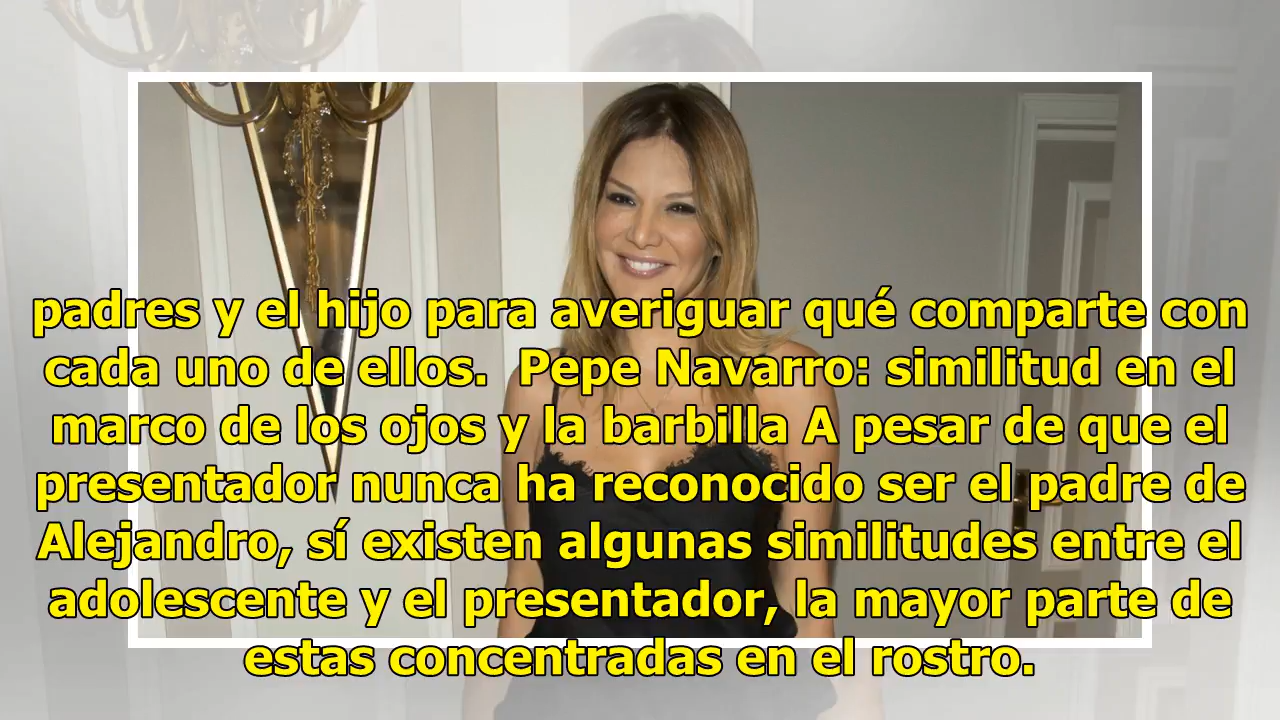 padres y el hijo para averiguar qué comparte con
cada uno de ellos.  Pepe Navarro: similitud en el
marco de los ojos y la barbilla A pesar de que el
presentador nunca ha reconocido ser el padre de
Alejandro, sí existen algunas similitudes entre el
adolescente y el presentador, la mayor parte de
estas concentradas en el rostro.